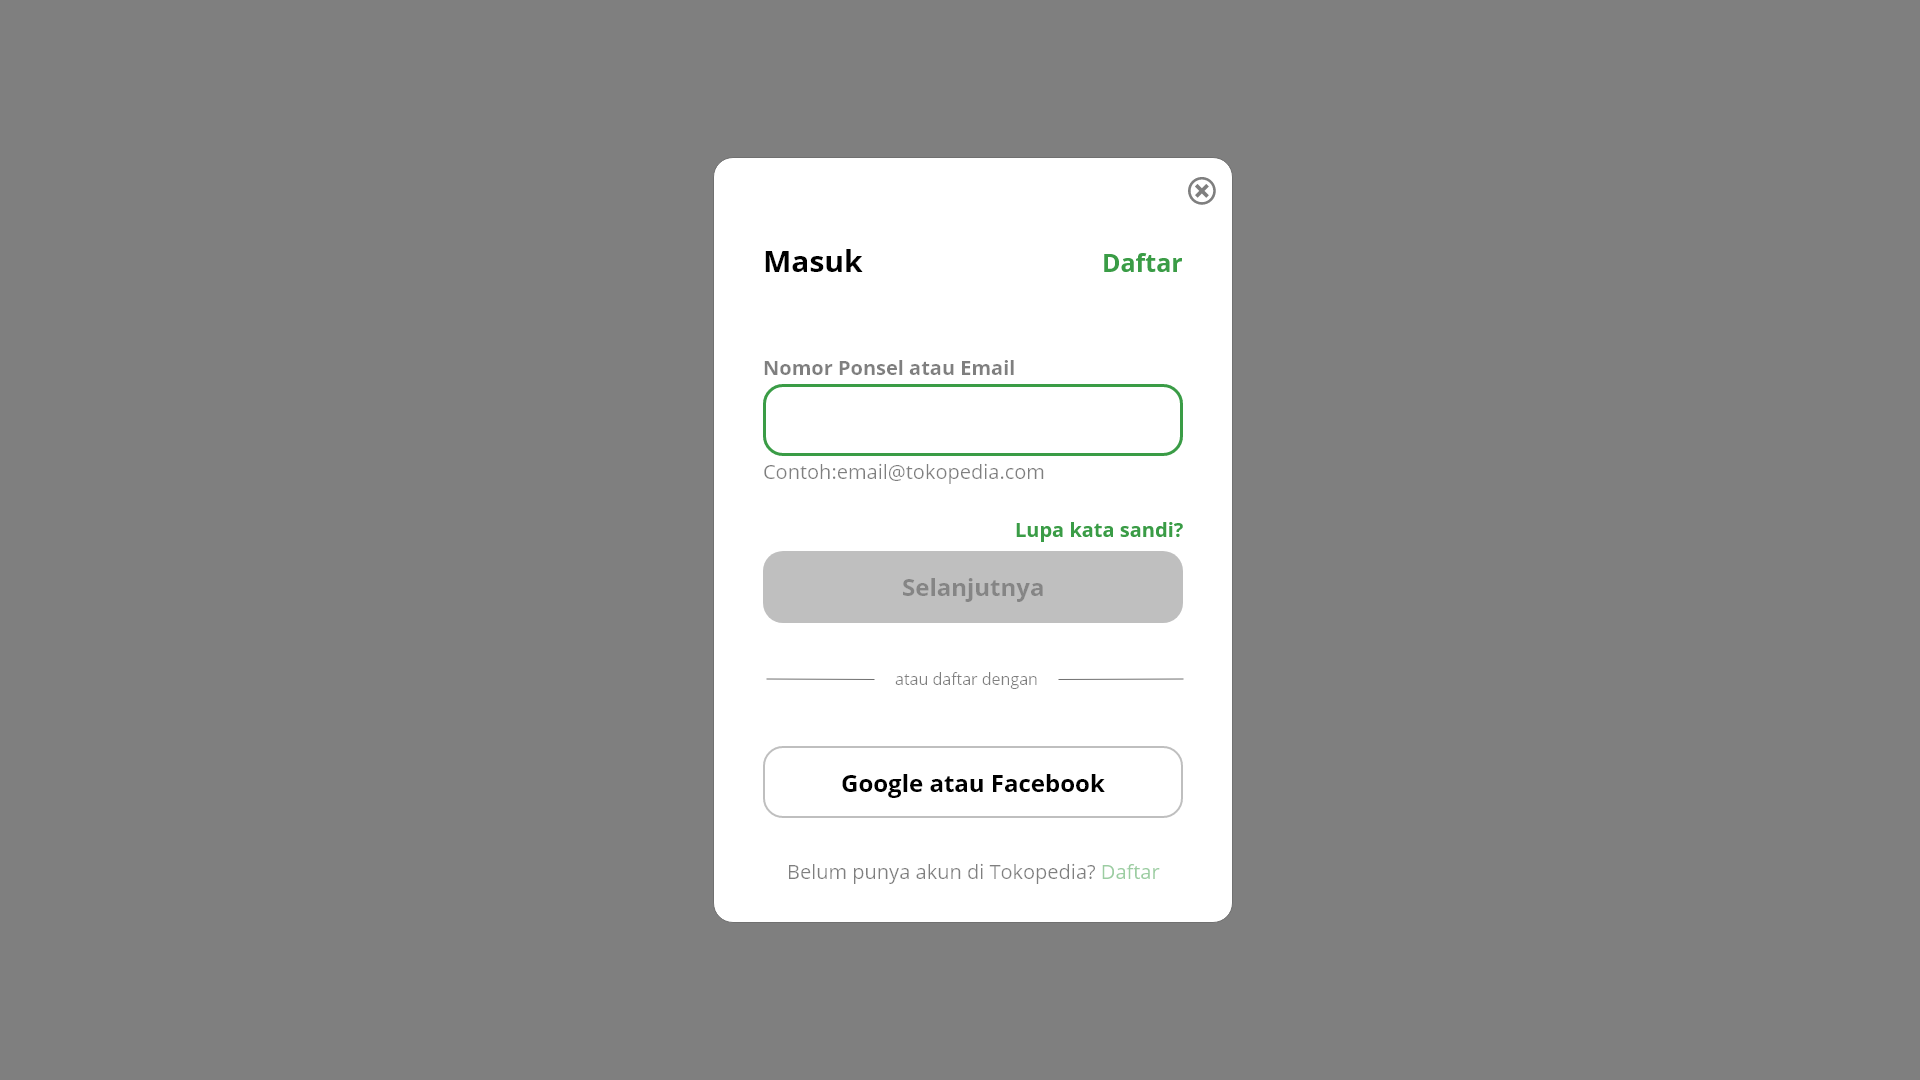 Masuk
Daftar
Nomor Ponsel atau Email
Contoh:email@tokopedia.com
Lupa kata sandi?
Selanjutnya
atau daftar dengan
Google atau Facebook
Belum punya akun di Tokopedia? Daftar